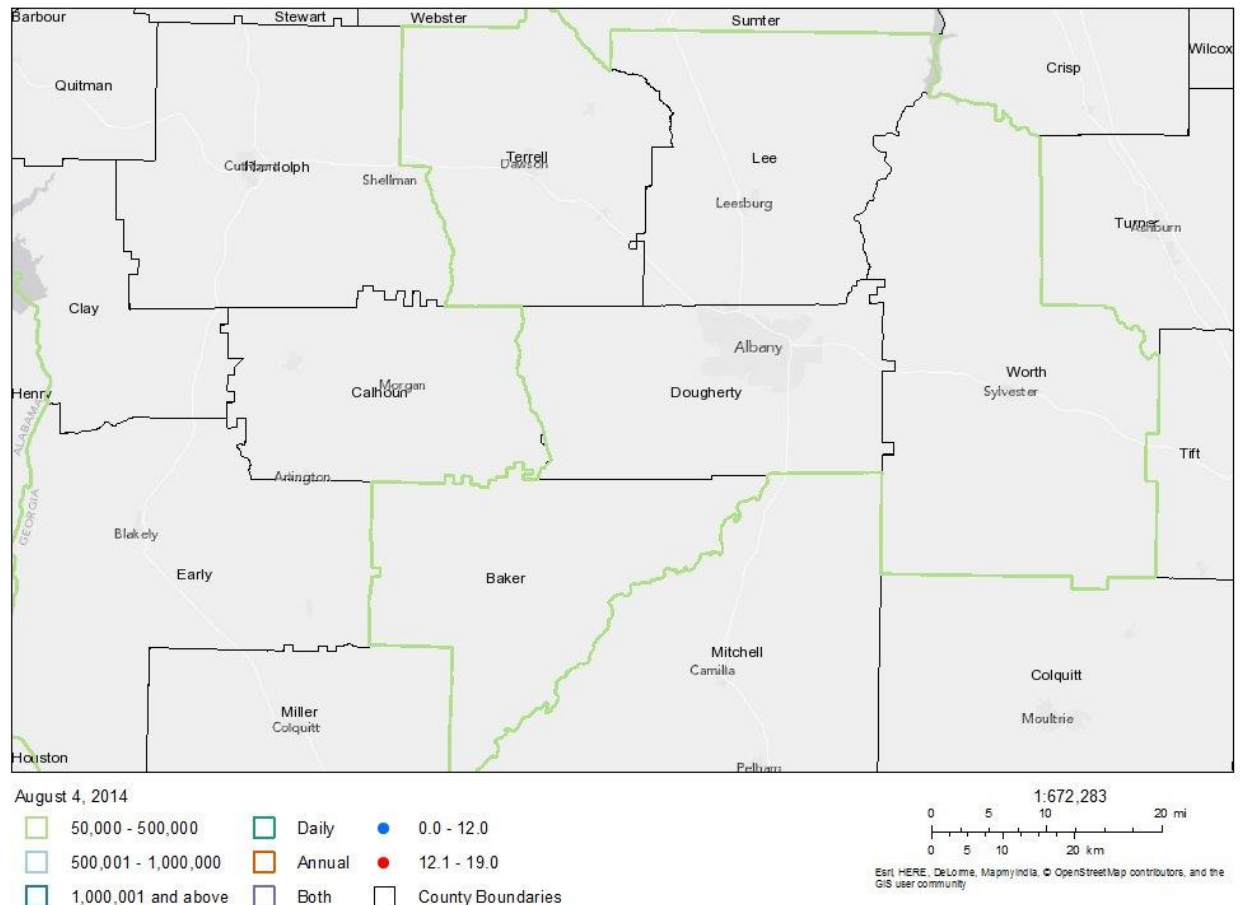 Barbour
Stewart
Webster
Sumter
Wilcox
Crisp
Quitman
Terrell
Dawson
Lee
Randolph
Shellman
Leesburg
Turner
Ashburn
Clay
Albany
Henry
Calhoun
Morgan
Dougherty
Worth
Sylvester
ALABAMA
GEORGIA
Tift
Arlington
Blakely
Early
Baker
Mitchell
Camilla
Colquitt
Miller
Colquitt
Moultrie
Houston
Pelham
August 4, 2014
50,000 - 500,000
Daily
0.0 - 12.0
500,001 - 1,000,000
Annual
12.1 - 19.0
1,000,001 and above
Both
County Boundaries
1:672,283
0 5 10 20 mi
0 5 10 20 km
Esri, HERE, DeLorme, MapmyIndia, © OpenStreetMap contributors, and the
GIS user community